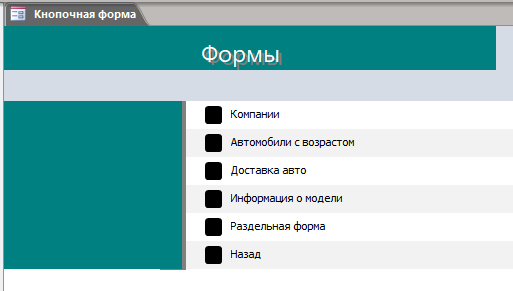 Кнопочная форма
Формы
Компании
Автомобили с возрастом
Доставка авто
Информация о модели
Раздельная форма
Назад